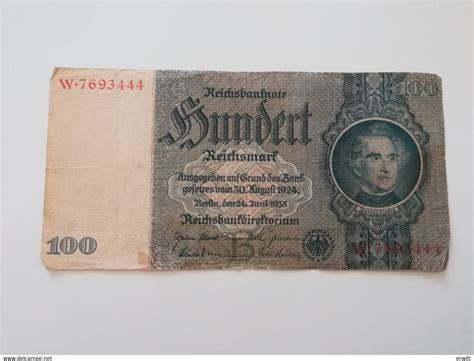 W·7693444
100
Reichsbanknote
Hundert
Reichsmark
Ausgegeben auf Grund des Bank
gesetzes vom 30. August 1924
Berlin, den 24. Juni 1935
Reichsbankdirektorium
W·7693444
100
delcampe.net
eratt